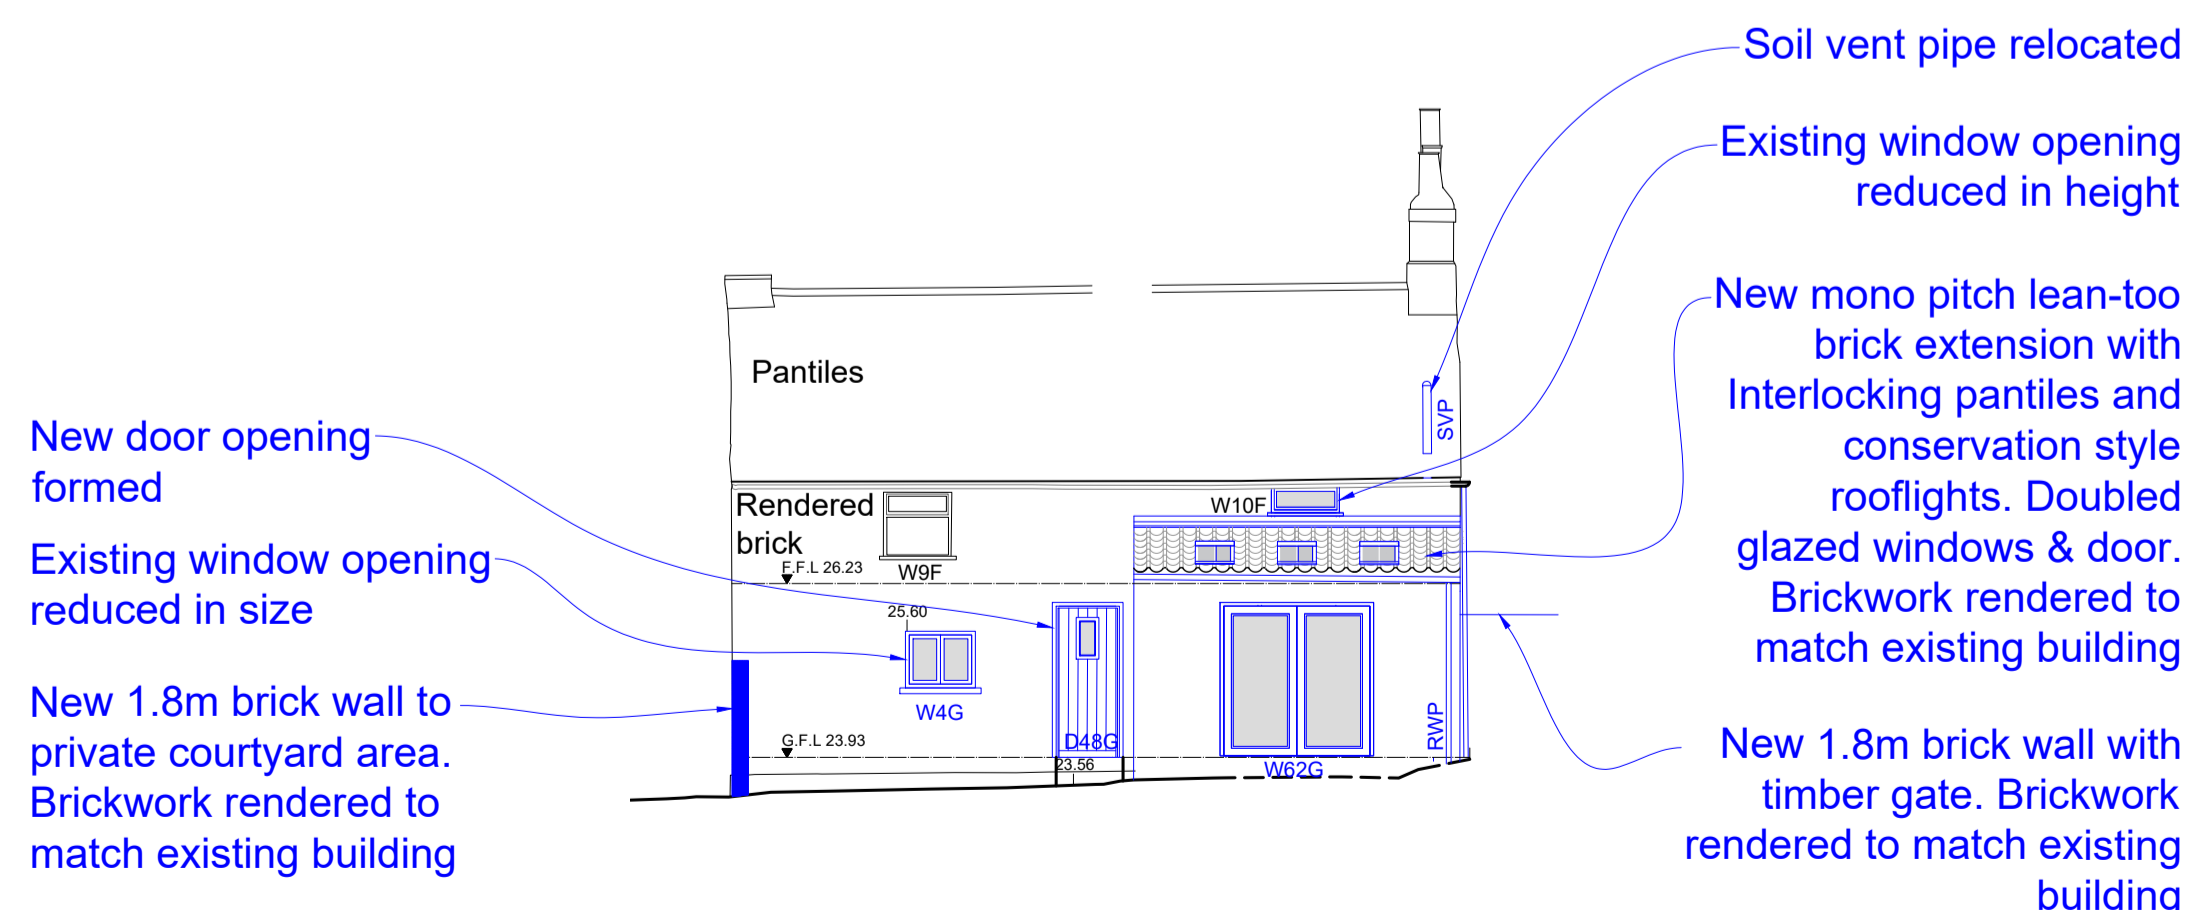 Soil vent pipe relocated
Existing window opening
reduced in height
New mono pitch lean-too
brick extension with
Interlocking pantiles and
conservation style
rooflights. Doubled
glazed windows & door.
Brickwork rendered to
match existing building
New 1.8m brick wall with
timber gate. Brickwork
rendered to match existing
building
New door opening
formed
Existing window opening
reduced in size
New 1.8m brick wall to
private courtyard area.
Brickwork rendered to
match existing building
Pantiles
SVP
Rendered
brick
W9F
W10F
F.F.L 26.23
25.60
W4G
G.F.L 23.93
D48G
23.56
W62G
RWP